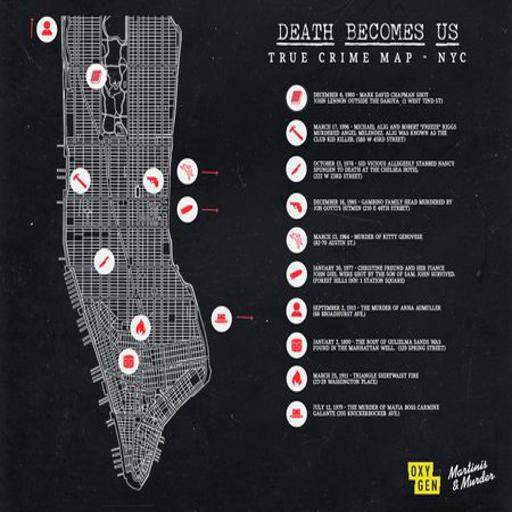 DEATH BECOMES US
TRUE CRIME MAP - NYC
DECEMBER 8, 1980 - MARK DAVID CHAPMAN SHOT
JOHN LENNON OUTSIDE THE DAKOTA (1 WEST 72ND ST)
MARCH 17, 1996 - MICHAEL ALIG AND ROBERT "FREEZE" RIGGS
MURDERED ANGEL MELENDEZ. ALIG WAS KNOWN AS THE
CLUB KID KILLER. (560 W 43RD STREET)
OCTOBER 12, 1978 - SID VICIOUS ALLEGEDLY STABBED NANCY
SPUNGEN TO DEATH AT THE CHELSEA HOTEL
(222 W 23RD STREET)
DECEMBER 16, 1985 - GAMBINO FAMILY HEAD MURDERED BY
JON GOTTI'S HITMEN (210 E 46TH STREET)
MARCH 13, 1964 - MURDER OF KITTY GENOVESE
(82-70 AUSTIN ST.)
JANUARY 30, 1977 - CHRISTINE FREUND AND HER FIANCE
JOHN DIEL WERE SHOT BY THE SON OF SAM. JOHN SURVIVED.
(FOREST HILLS INN: 1 STATION SQUARE)
SEPTEMBER 2, 1913 - THE MURDER OF ANNA AUMULLER
(68 BROADHURST AVE.)
JANUARY 2, 1800 - THE BODY OF GULIELMA SANDS WAS
FOUND IN THE MANHATTAN WELL. (129 SPRING STREET)
MARCH 25, 1911 - TRIANGLE SHIRTWAIST FIRE
(23-29 WASHINGTON PLACE)
JULY 12, 1979 - THE MURDER OF MAFIA BOSS CARMINE
GALANTE (205 KNICKERBOCKER AVE.)
OXY
GEN
Martinis
& Murder